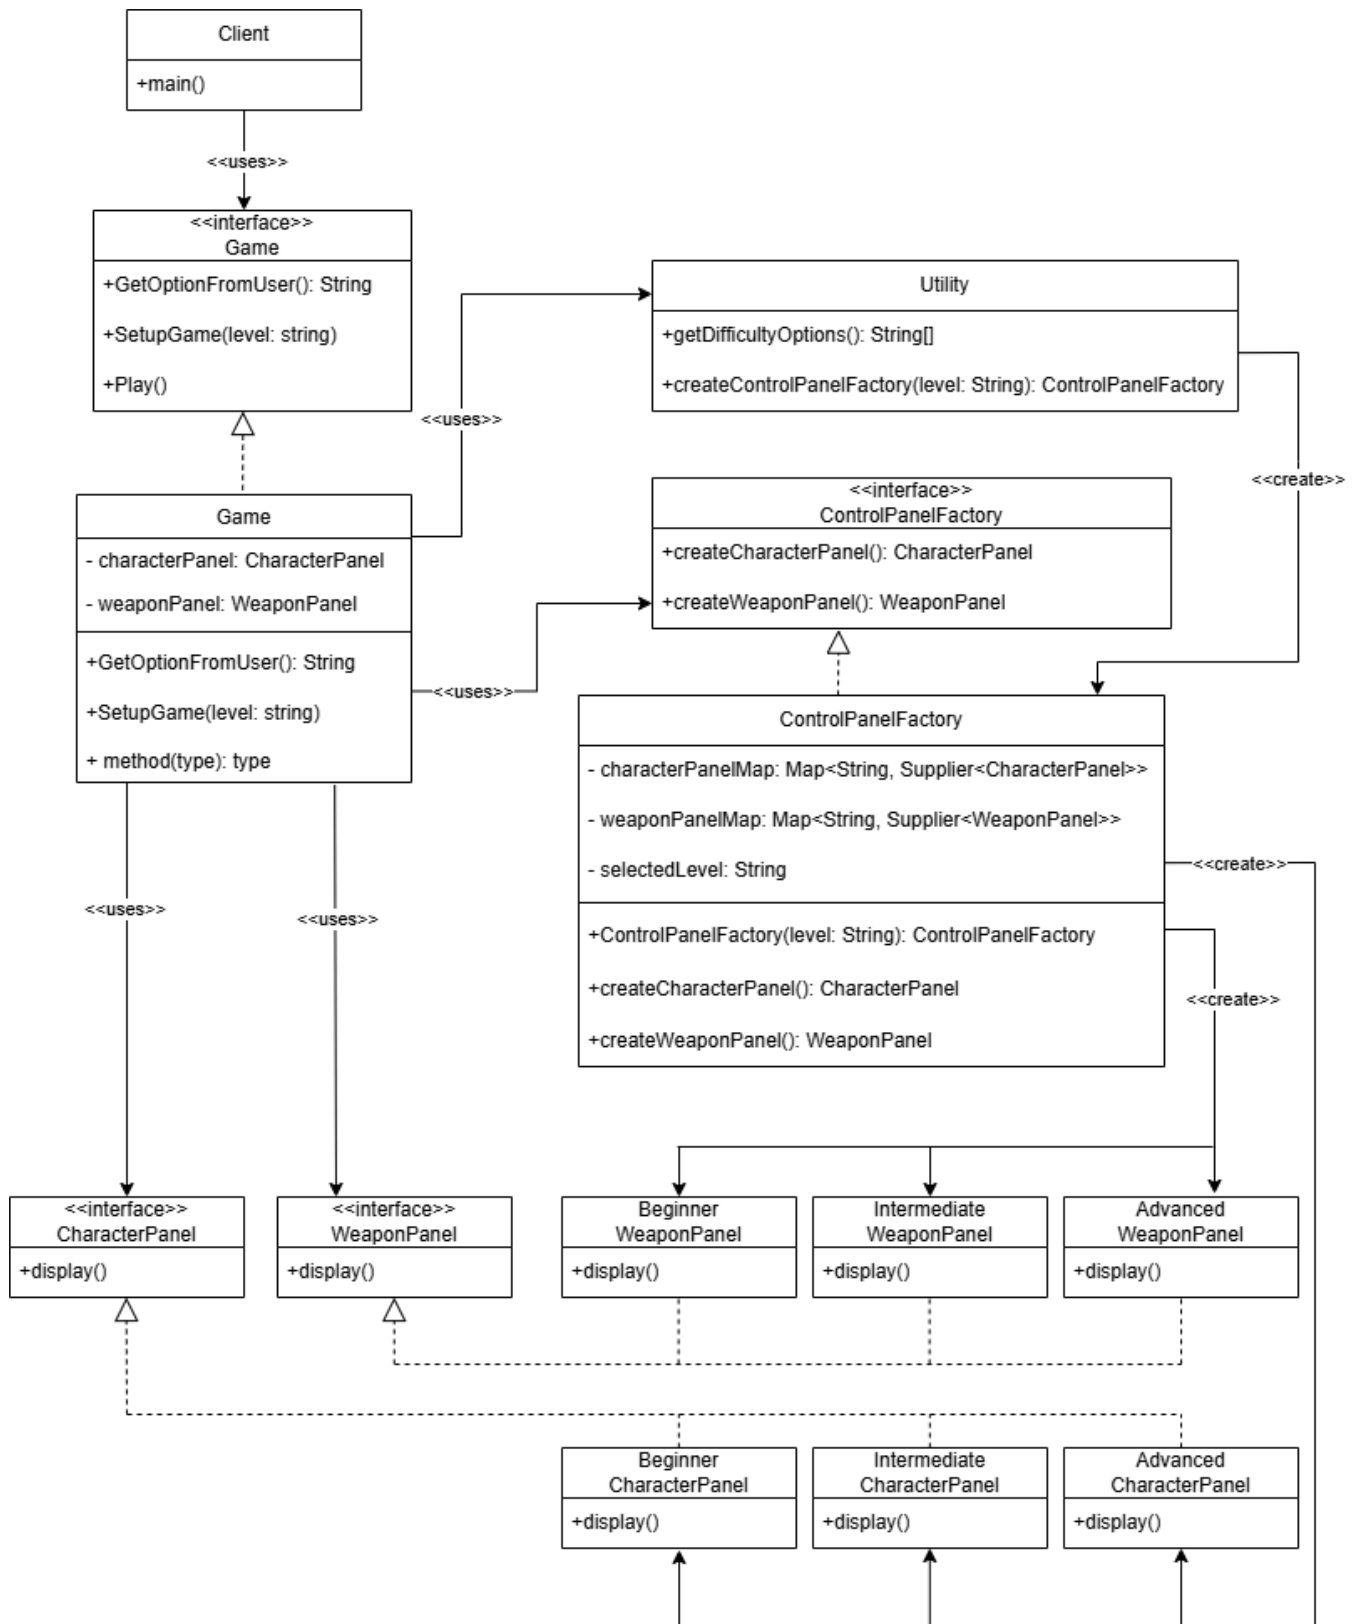 Client
+main()
<<uses>>
<<interface>>
Game
+GetOptionFromUser(): String
+SetupGame(level: string)
+Play()
Utility
+getDifficultyOptions(): String[]
+createControlPanelFactory(level: String): ControlPanelFactory
<<uses>>
<<create>>
<<interface>>
ControlPanelFactory
+createCharacterPanel(): CharacterPanel
+createWeaponPanel(): WeaponPanel
Game
- characterPanel: CharacterPanel
- weaponPanel: WeaponPanel
+GetOptionFromUser(): String
+SetupGame(level: string)
+ method(type): type
<<uses>>
ControlPanelFactory
- characterPanelMap: Map<String, Supplier<CharacterPanel>>
- weaponPanelMap: Map<String, Supplier<WeaponPanel>>
- selectedLevel: String
+ControlPanelFactory(level: String): ControlPanelFactory
+createCharacterPanel(): CharacterPanel
+createWeaponPanel(): WeaponPanel
<<create>>
<<create>>
<<uses>>
<<uses>>
<<interface>>
CharacterPanel
+display()
<<interface>>
WeaponPanel
+display()
Beginner
WeaponPanel
+display()
Intermediate
WeaponPanel
+display()
Advanced
WeaponPanel
+display()
Beginner
CharacterPanel
+display()
Intermediate
CharacterPanel
+display()
Advanced
CharacterPanel
+display()